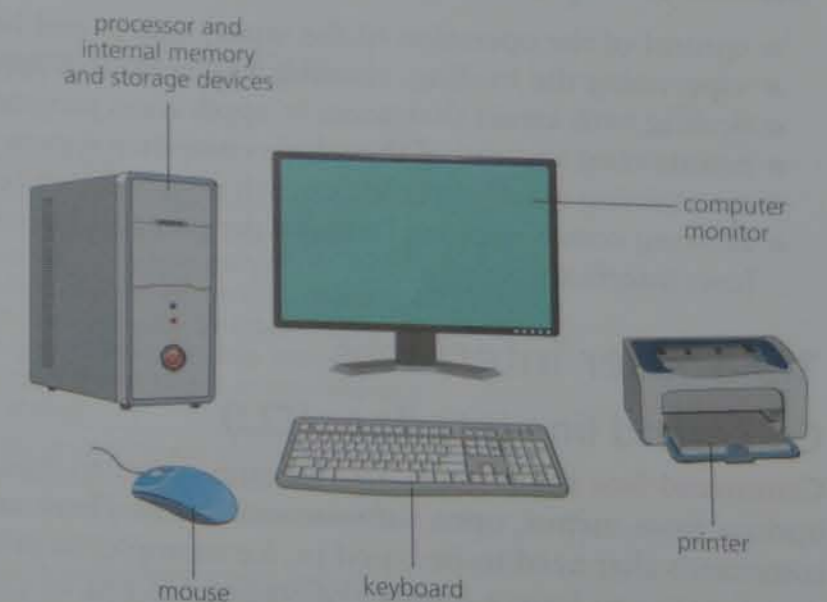 processor and
internal memory
and storage devices
computer
monitor
printer
mouse
keyboard